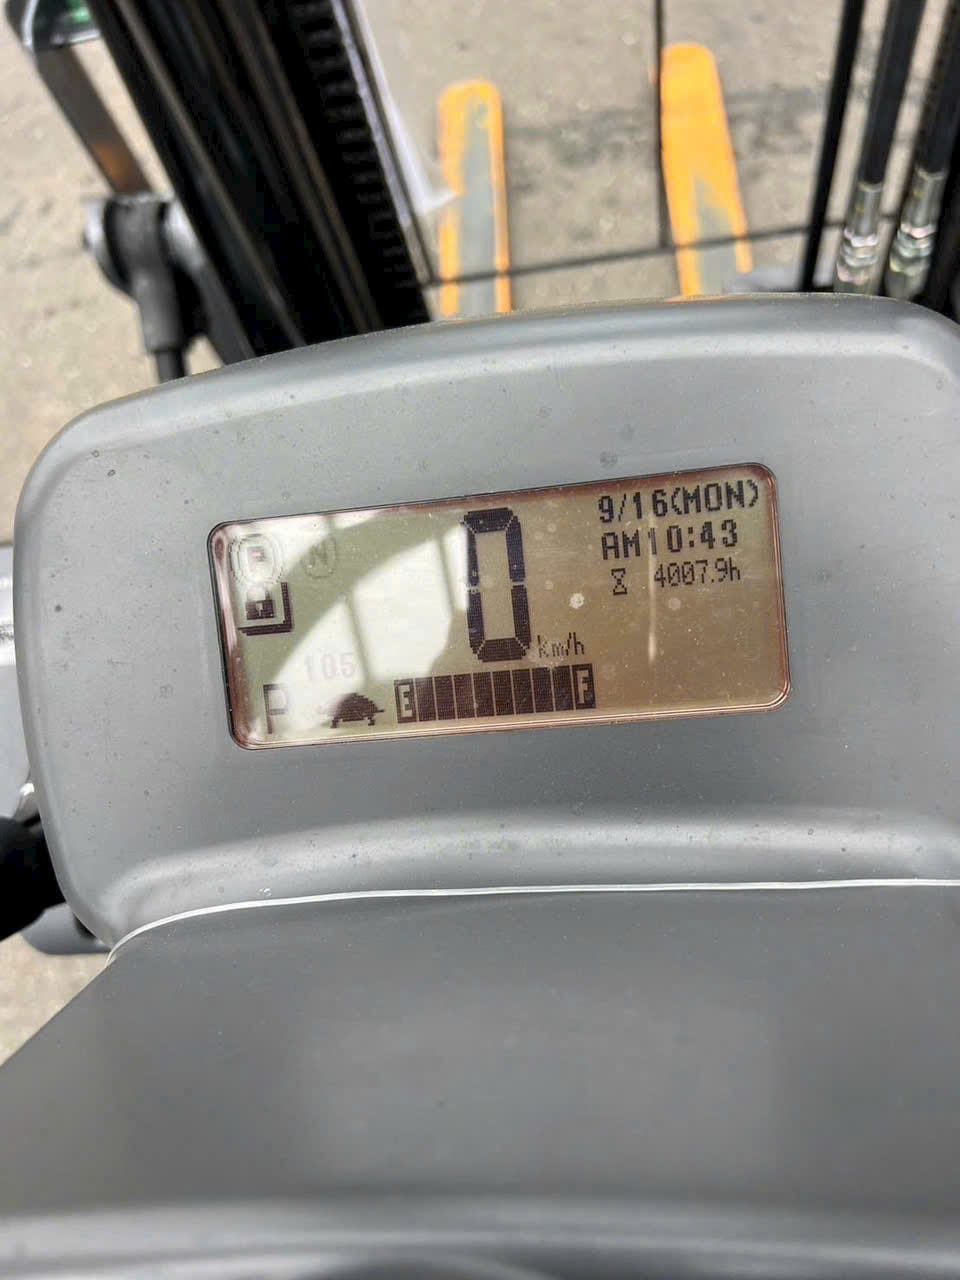 9/16(MON)
AM10:43
4007.9h
N
0
km/h
105
P
E F